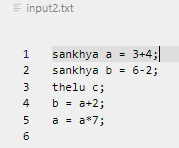 input2.txt
1 sankhya a = 3+4;
2 sankhya b = 6-2;
3 thelu c;
4 b = a+2;
5 a = a*7;
6